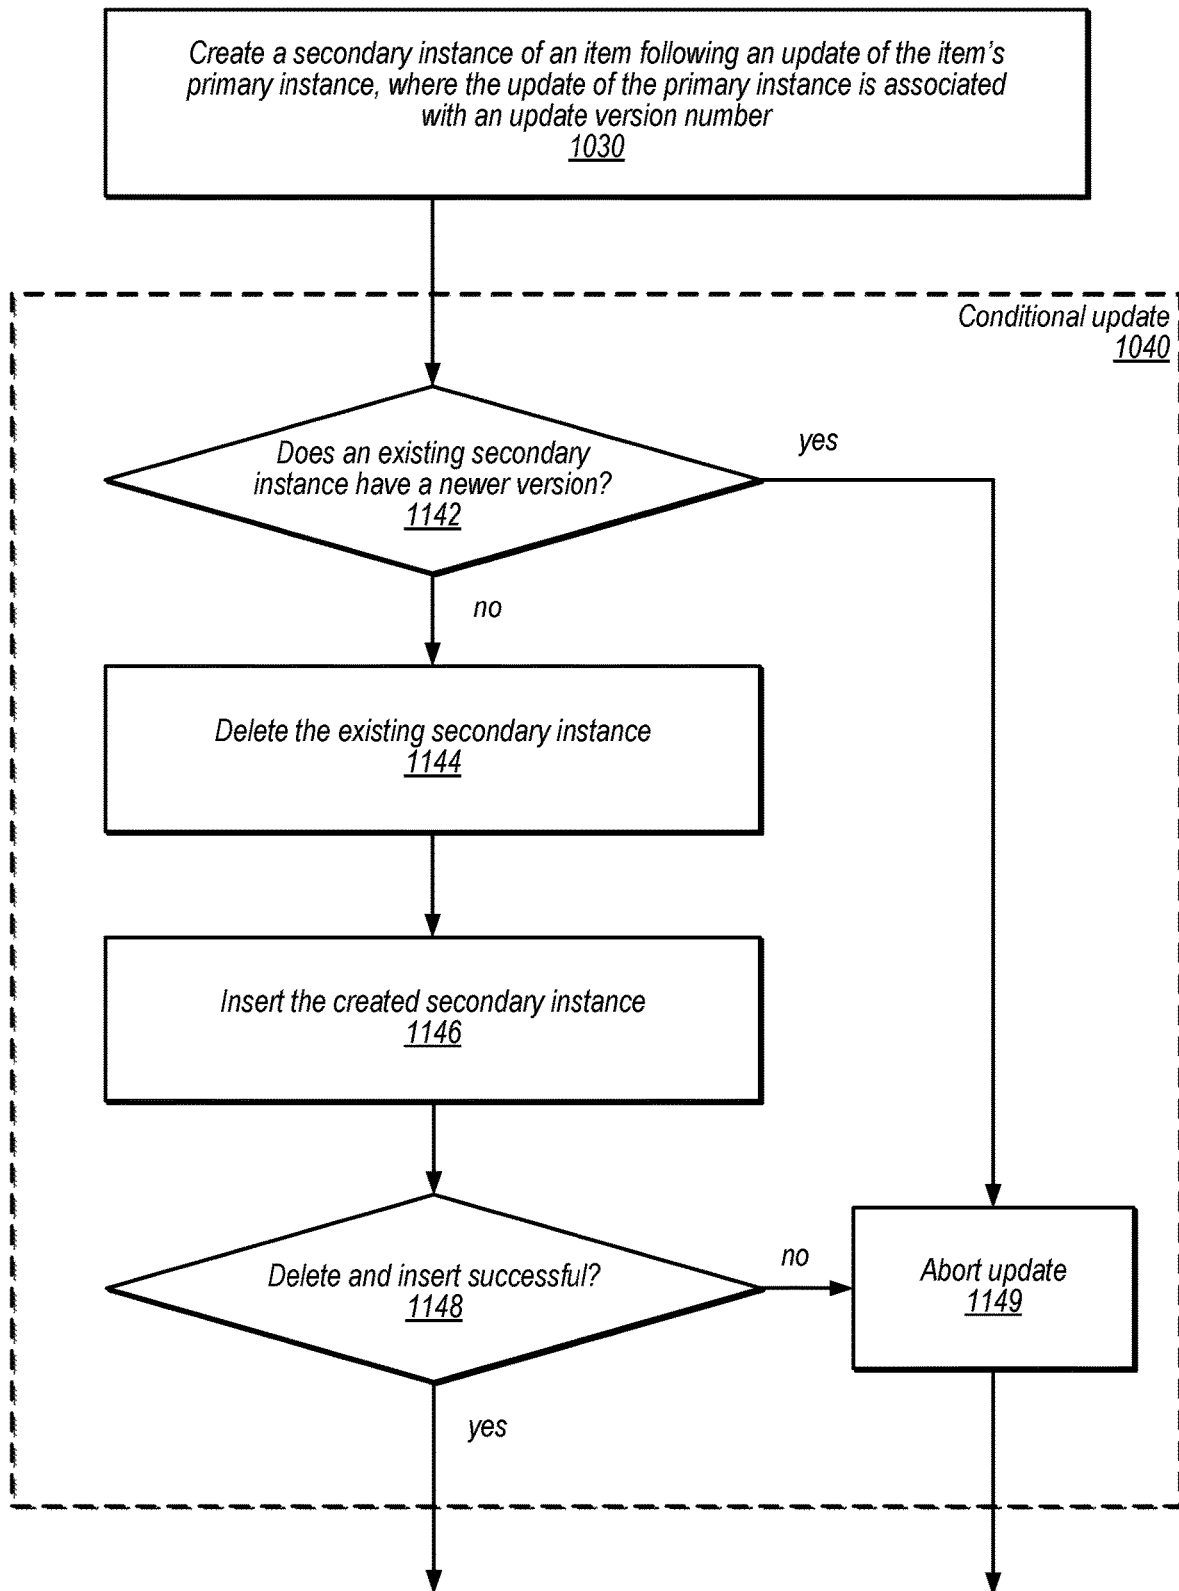 Create a secondary instance of an item following an update of the item's
primary instance, where the update of the primary instance is associated
with an update version number
1030
Conditional update
1040
Does an existing secondary
instance have a newer version?
1142
yes
no
Delete the existing secondary instance
1144
Insert the created secondary instance
1146
Delete and insert successful?
1148
no
Abort update
1149
yes